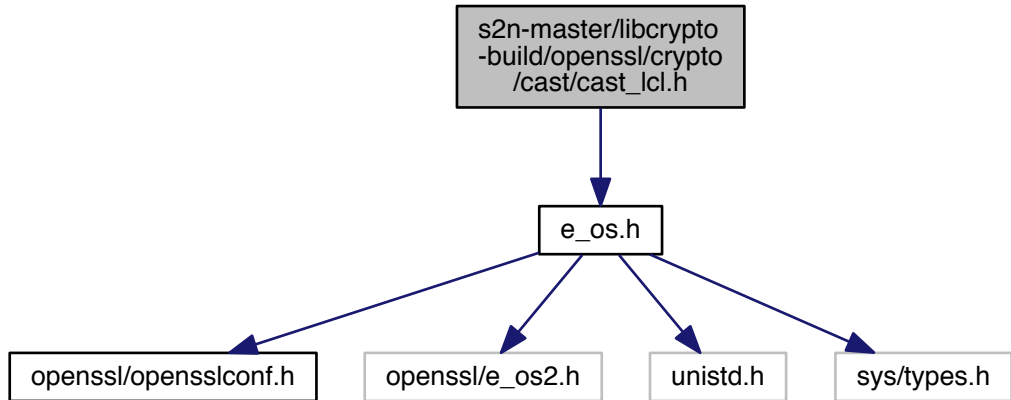 s2n-master/libcrypto
-build/openssl/crypto
/cast/cast_lcl.h
e_os.h
openssl/opensslconf.h
openssl/e_os2.h
unistd.h
sys/types.h